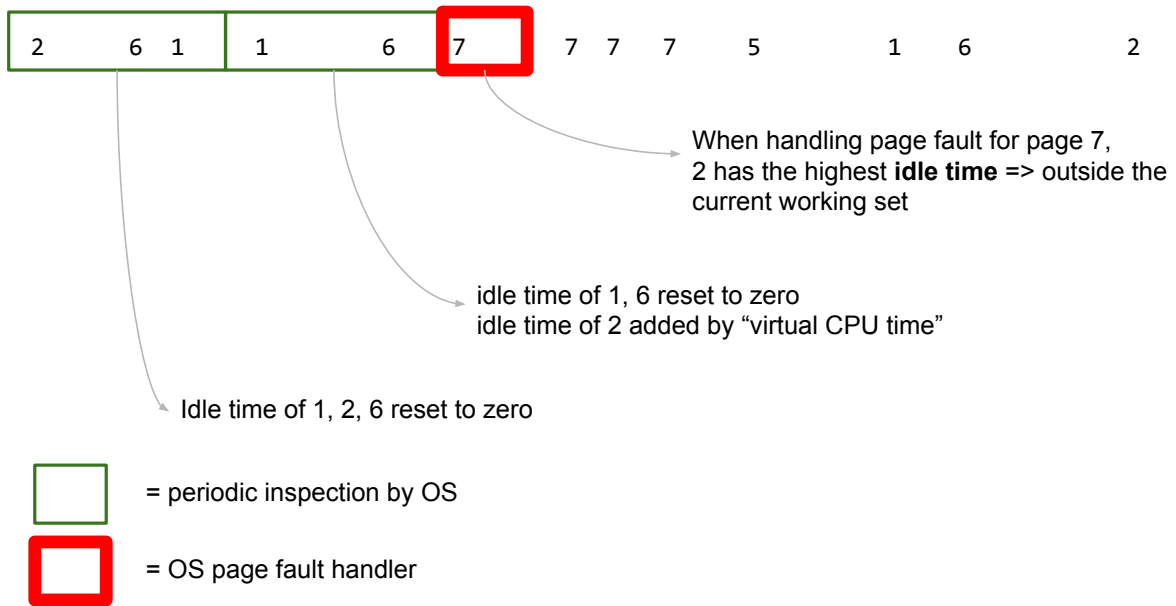 2 6 1 1 6 7 7 7 7 5 1 6 2
When handling page fault for page 7,
2 has the highest idle time => outside the
current working set
idle time of 1, 6 reset to zero
idle time of 2 added by “virtual CPU time”
Idle time of 1, 2, 6 reset to zero
= periodic inspection by OS
= OS page fault handler